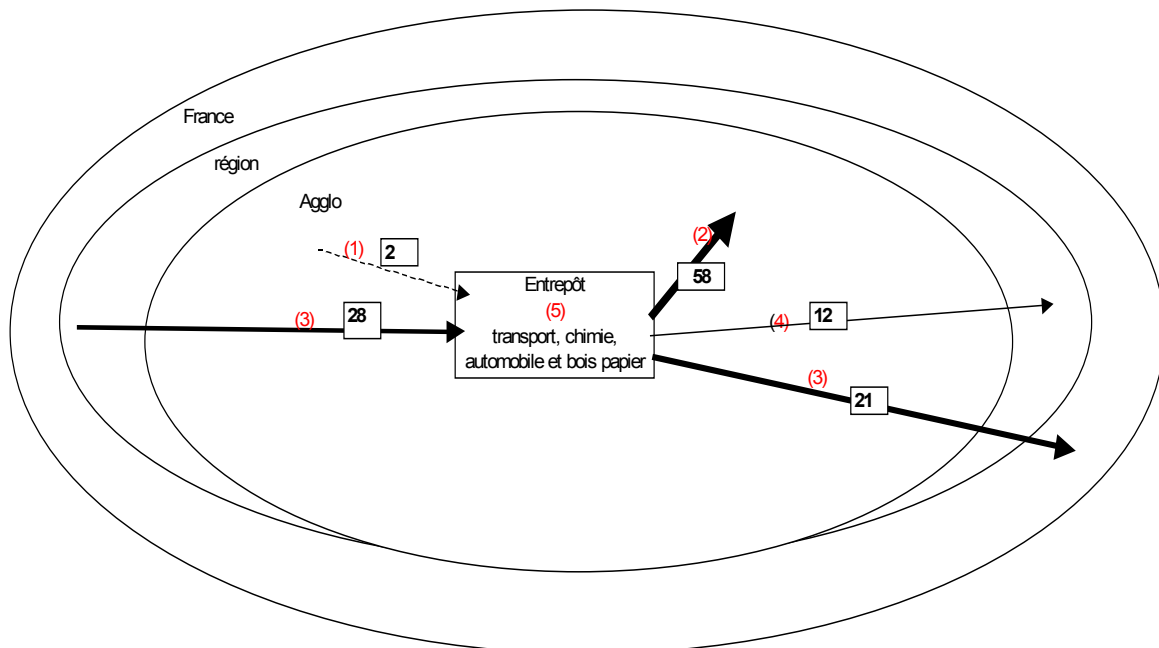 France
région
Agglo
(1) 2
(2)
58
Entrepôt
(5)
transport, chimie,
automobile et bois papier
(3) 28
(4) 12
(3)
21